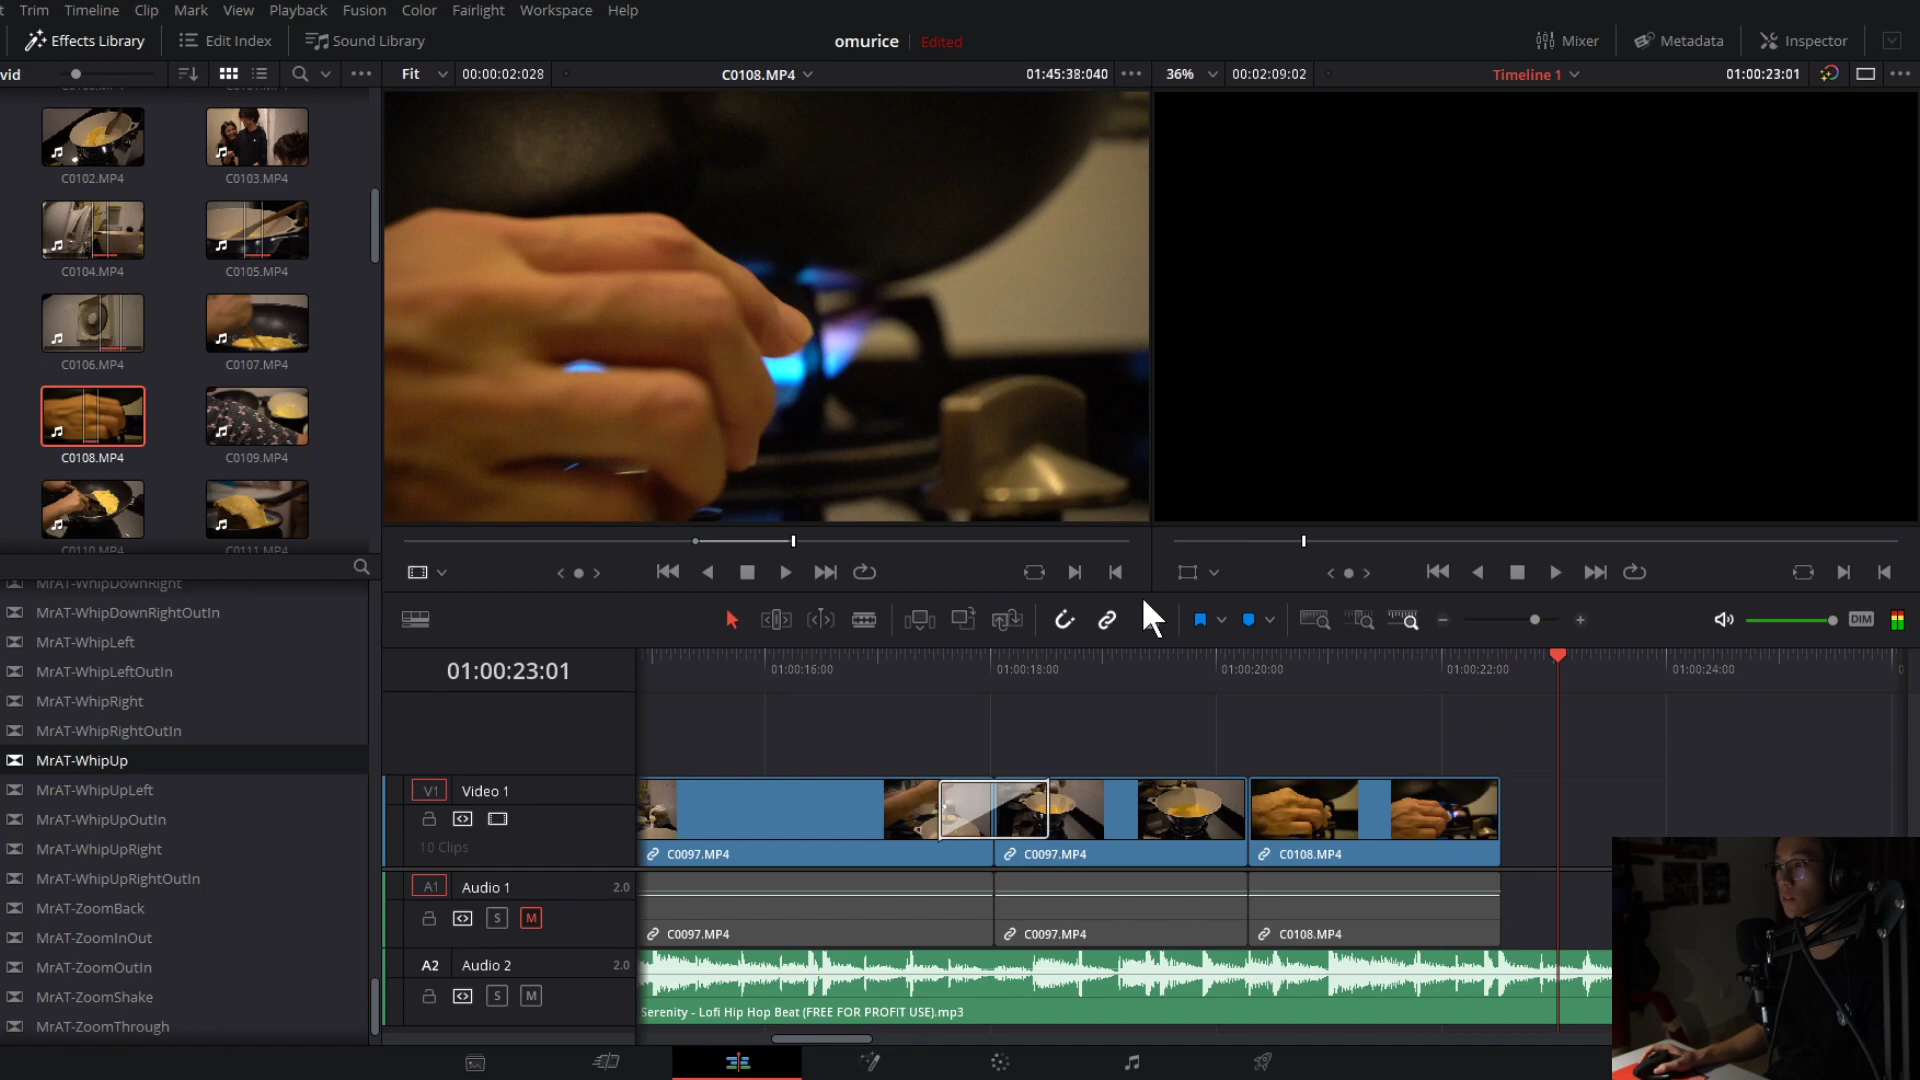 Trim Timeline Clip Mark View Playback Fusion Color Fairlight Workspace Help
Effects Library Edit Index Sound Library omurice Edited Mixer Metadata Inspector
vid Fit 00:00:02:028 C0108.MP4 01:45:38:040 36% 00:02:09:02 Timeline 1 01:00:23:01
C0102.MP4 C0103.MP4
C0104.MP4 C0105.MP4
C0106.MP4 C0107.MP4
C0108.MP4 C0109.MP4
C0110.MP4 C0111.MP4
MrAT-WhipDownRight
MrAT-WhipDownRightOutIn
MrAT-WhipLeft
MrAT-WhipLeftOutIn
MrAT-WhipRight
MrAT-WhipRightOutIn
MrAT-WhipUp
MrAT-WhipUpLeft
MrAT-WhipUpOutIn
MrAT-WhipUpRight
MrAT-WhipUpRightOutIn
MrAT-ZoomBack
MrAT-ZoomInOut
MrAT-ZoomOutIn
MrAT-ZoomShake
MrAT-ZoomThrough
DIM
01:00:23:01 01:00:16:00 01:00:18:00 01:00:20:00 01:00:22:00 01:00:24:00
V1 Video 1
10 Clips
C0097.MP4 C0097.MP4 C0108.MP4
A1 Audio 1 2.0
S M
C0097.MP4 C0097.MP4 C0108.MP4
A2 Audio 2 2.0
S M
Serenity - Lofi Hip Hop Beat (FREE FOR PROFIT USE).mp3